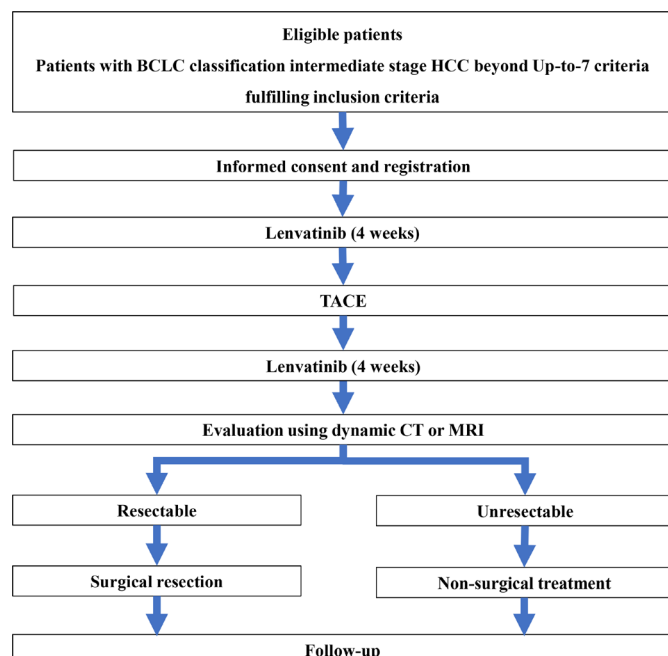 Eligible patients
Patients with BCLC classification intermediate stage HCC beyond Up-to-7 criteria
fulfilling inclusion criteria
Informed consent and registration
Lenvatinib (4 weeks)
TACE
Lenvatinib (4 weeks)
Evaluation using dynamic CT or MRI
Resectable
Unresectable
Surgical resection
Non-surgical treatment
Follow-up